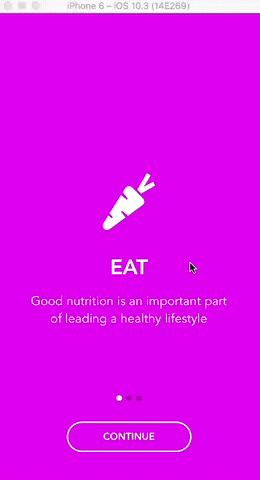 iPhone 6 – iOS 10.3 (14E269)
EAT
Good nutrition is an important part
of leading a healthy lifestyle
CONTINUE